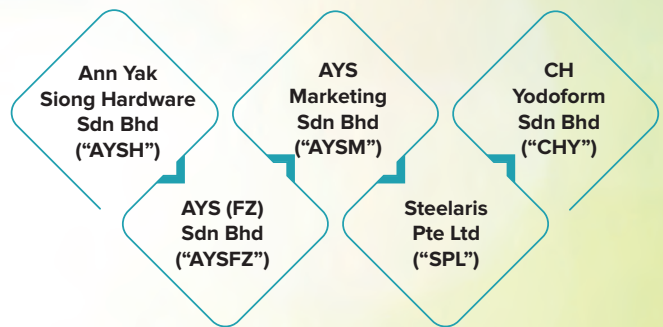 Ann Yak
Siong Hardware
Sdn Bhd
(“AYSH”)
AYS (FZ)
Sdn Bhd
(“AYSFZ”)
AYS
Marketing
Sdn Bhd
(“AYSM”)
Steelaris
Pte Ltd
(“SPL”)
CH
Yodoform
Sdn Bhd
(“CHY”)